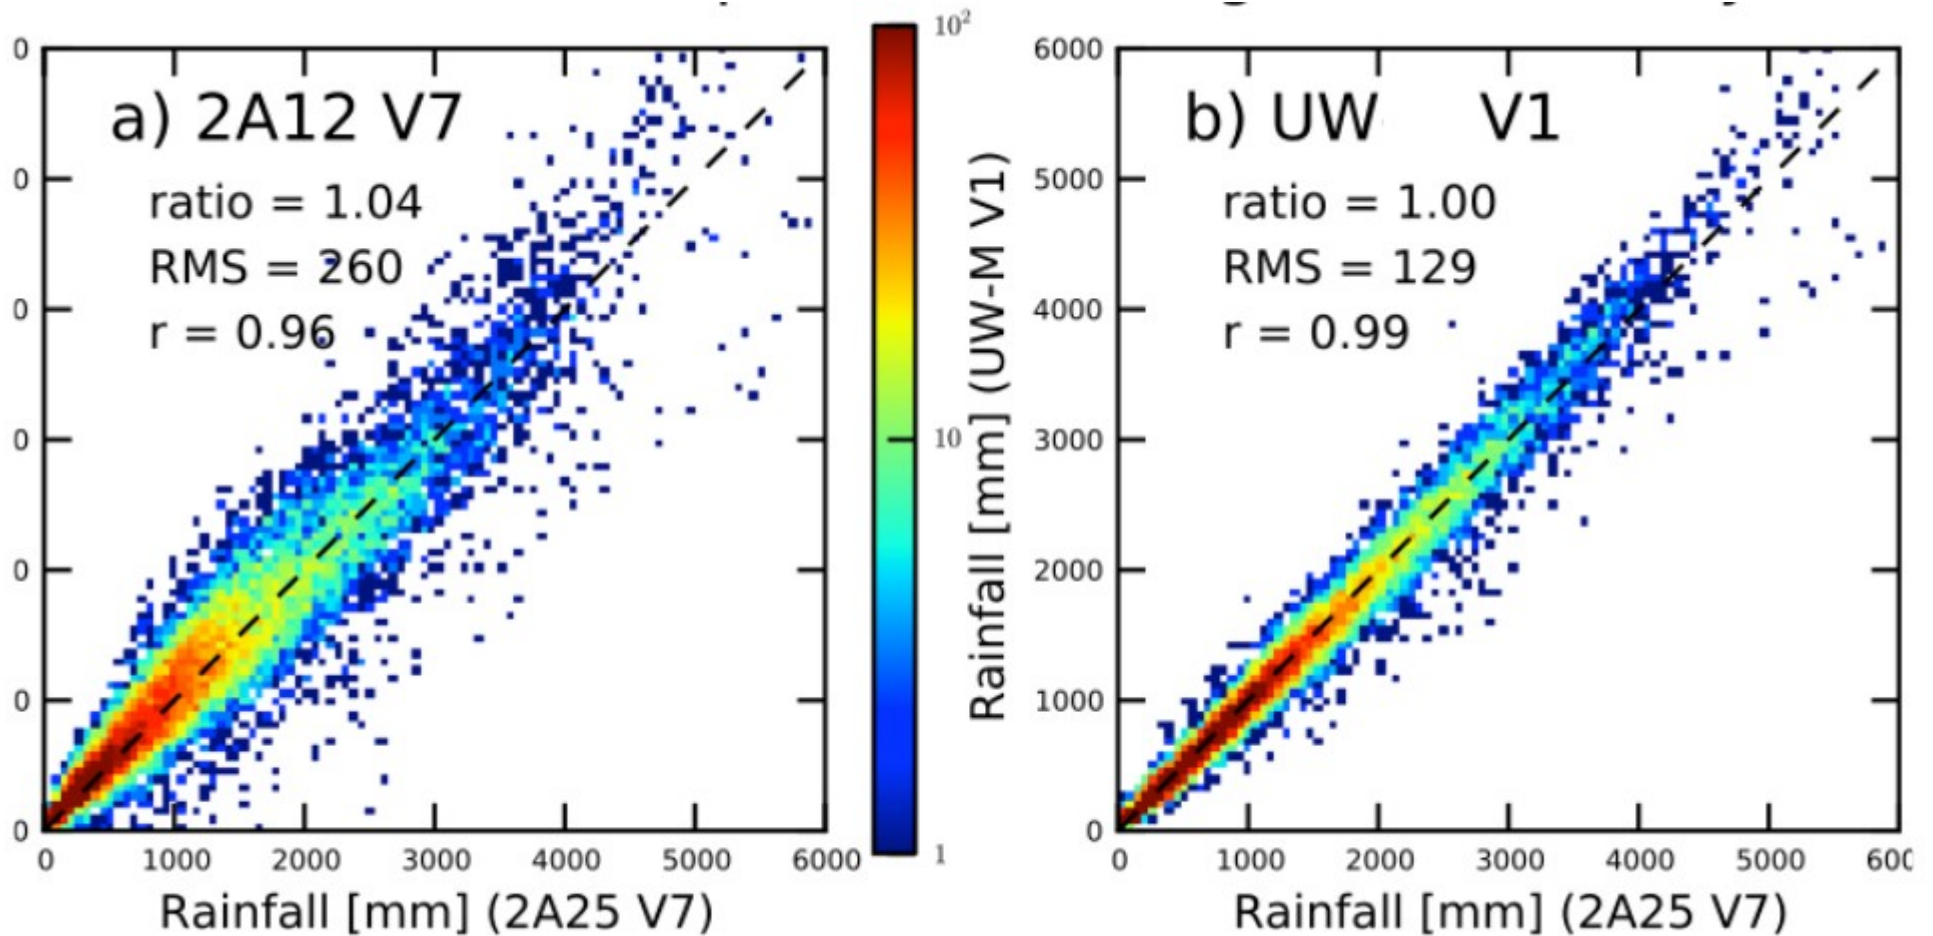 a) 2A12 V7
ratio = 1.04
RMS = 260
r = 0.96
0
0
0
0
0
0
0
0 1000 2000 3000 4000 5000 6000
Rainfall [mm] (2A25 V7)
10²
10
1
Rainfall [mm] (UW-M V1)
b) UW V1
ratio = 1.00
RMS = 129
r = 0.99
6000
5000
4000
3000
2000
1000
0
0 1000 2000 3000 4000 5000 600
Rainfall [mm] (2A25 V7)